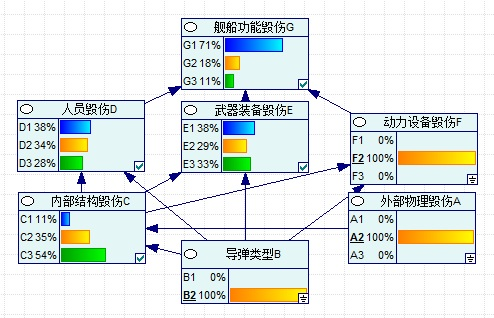 舰船功能毁伤G
G1 71%
G2 18%
G3 11%
人员毁伤D
D1 38%
D2 34%
D3 28%
武器装备毁伤E
E1 38%
E2 29%
E3 33%
动力设备毁伤F
F1 0%
F2 100%
F3 0%
内部结构毁伤C
C1 11%
C2 35%
C3 54%
导弹类型B
B1 0%
B2 100%
外部物理毁伤A
A1 0%
A2 100%
A3 0%